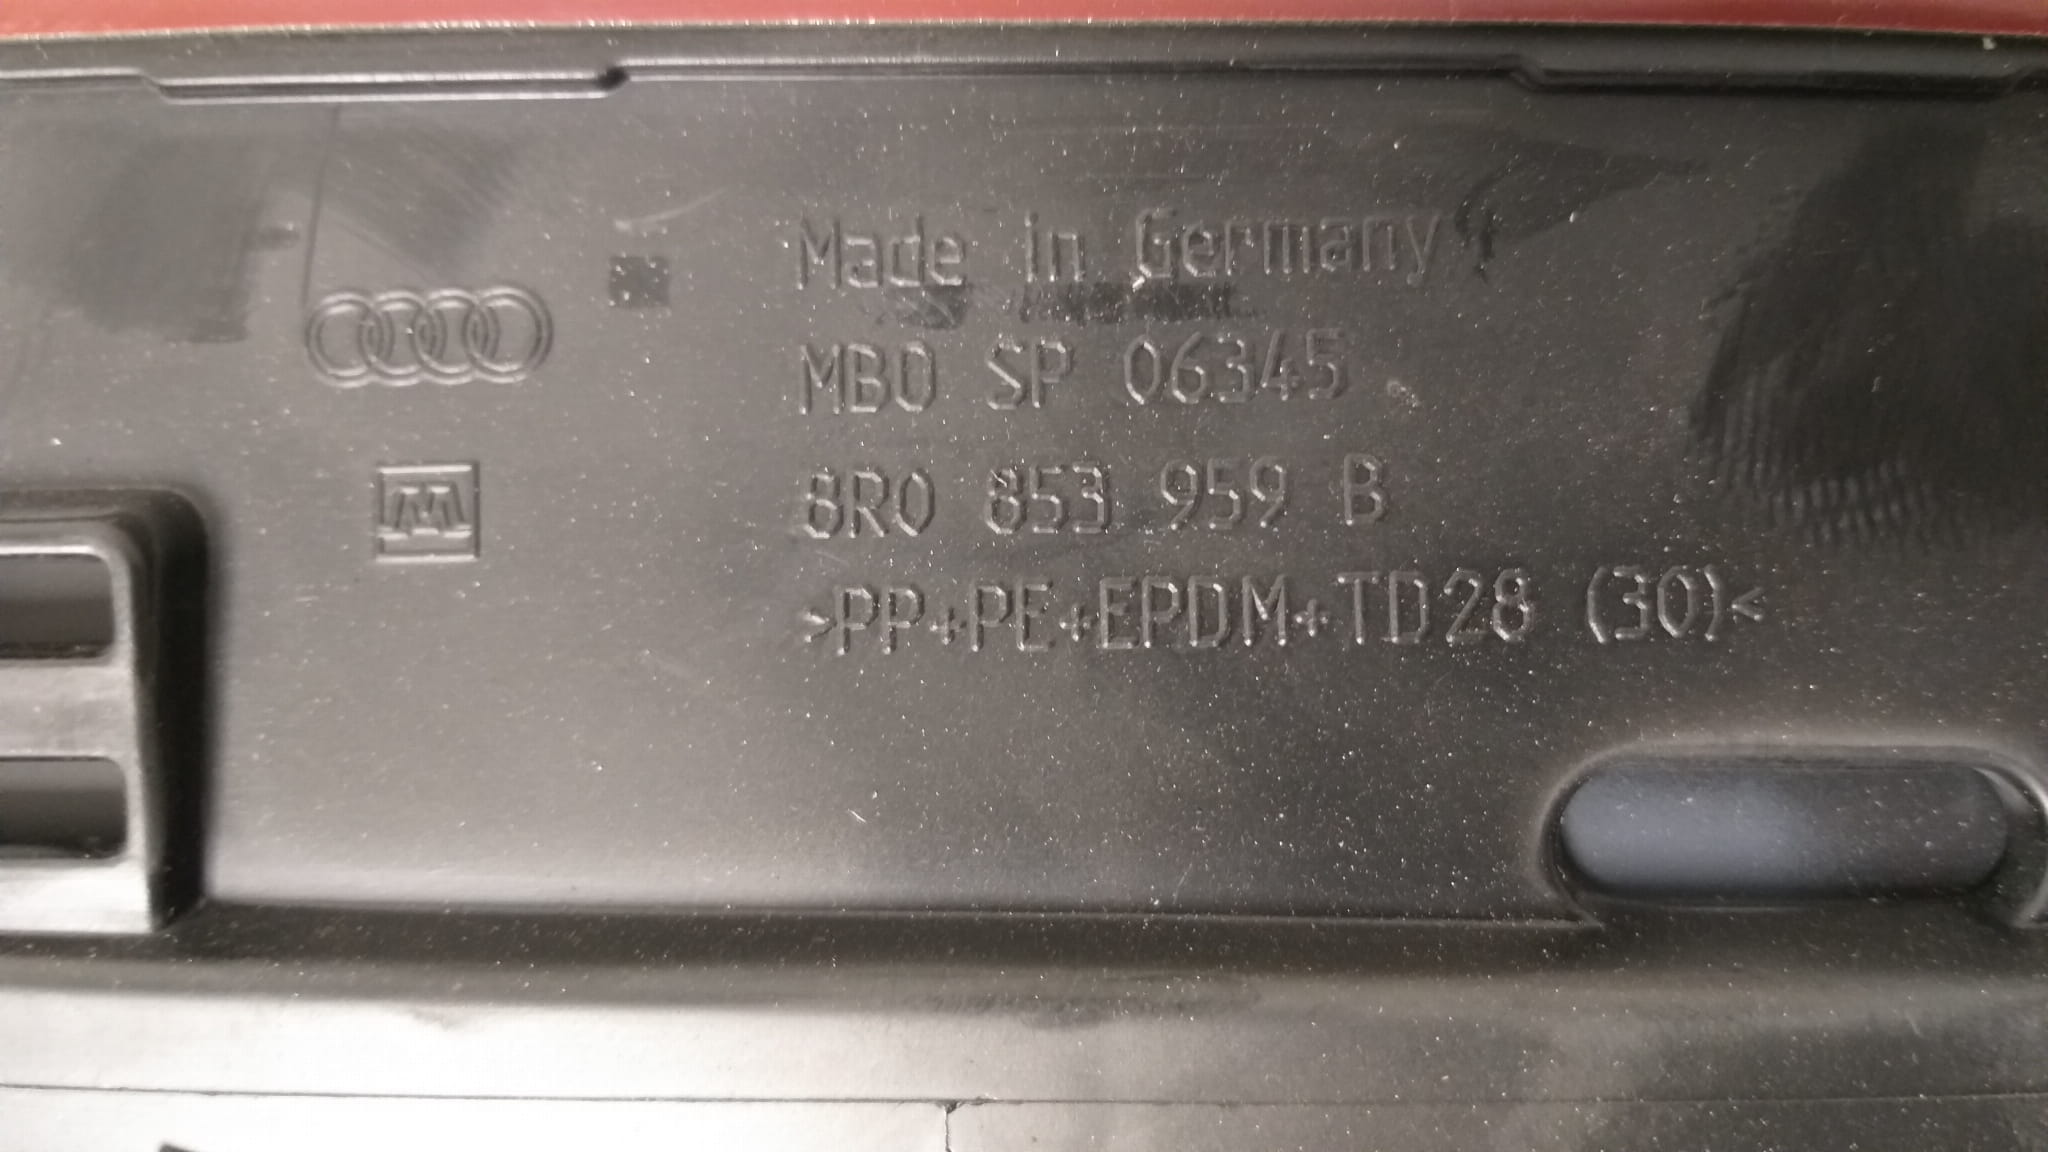 Made in Germany
MBO SP 06345
8R0 853 959 B
>PP+PE+EPDM+TD28 (30)<